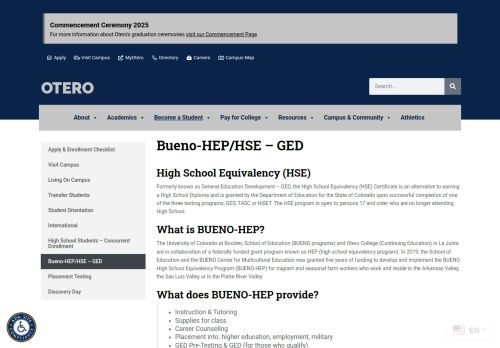 Commencement Ceremony 2025
For more information about Otero's graduation ceremonies visit our Commencement Page
Apply Visit Campus MyOtero Directory Careers Campus Map
OTERO
Search...
About Academics Become a Student Pay for College Resources Campus & Community Athletics
Apply & Enrollment Checklist
Visit Campus
Living On Campus
Transfer Students
Student Orientation
International
High School Students – Concurrent
Enrollment
Bueno-HEP/HSE – GED
Placement Testing
Discovery Day
Bueno-HEP/HSE – GED
High School Equivalency (HSE)
Formerly known as General Education Development – GED, the High School Equivalency (HSE) Certificate is an alternative to earning
a High School Diploma and is granted by the Department of Education for the State of Colorado upon successful completion of one
of the three testing programs; GED, TASC or HiSET. The HSE program is open to persons 17 and older who are no longer attending
High School.
What is BUENO-HEP?
The University of Colorado at Boulder, School of Education (BUENO programs) and Otero College (Continuing Education) in La Junta
are in collaboration of a federally funded grant program known as HEP (high school equivalency program). In 2019, the School of
Education and the BUENO Center for Multicultural Education was granted five years of funding to develop and implement the BUENO
High School Equivalency Program (BUENO-HEP) for migrant and seasonal farm workers who work and reside in the Arkansas Valley,
the San Luis Valley or in the Platte River Valley.
What does BUENO-HEP provide?
• Instruction & Tutoring
• Supplies for class
• Career Counseling
• Placement into: higher education, employment, military
• GED Pre-Testing & GED (for those who qualify)
EN